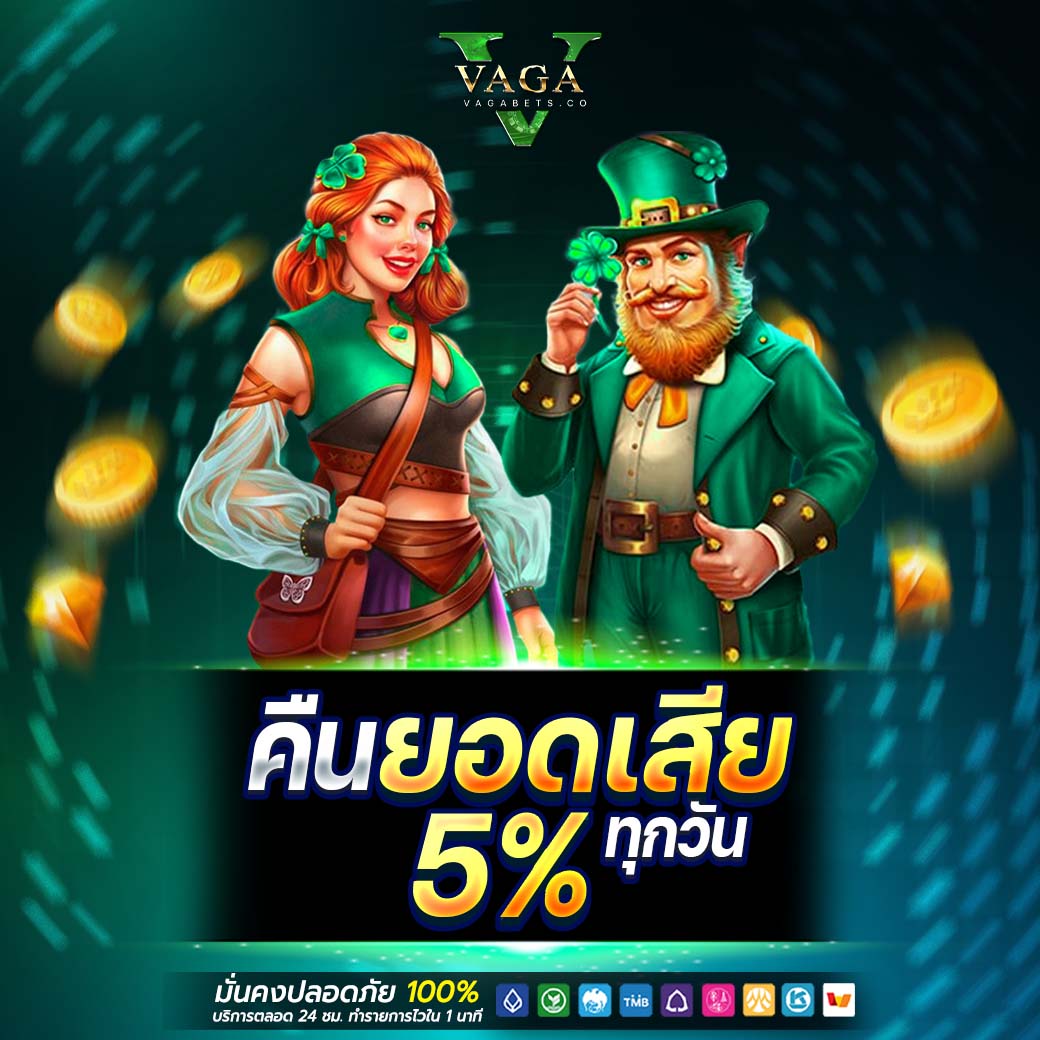 VAGA
VAGABETS.CO
คืนยอดเสีย
5% ทุกวัน
มั่นคงปลอดภัย 100%
บริการตลอด 24 ชม. ทำรายการไวใน 1 นาที
TMB